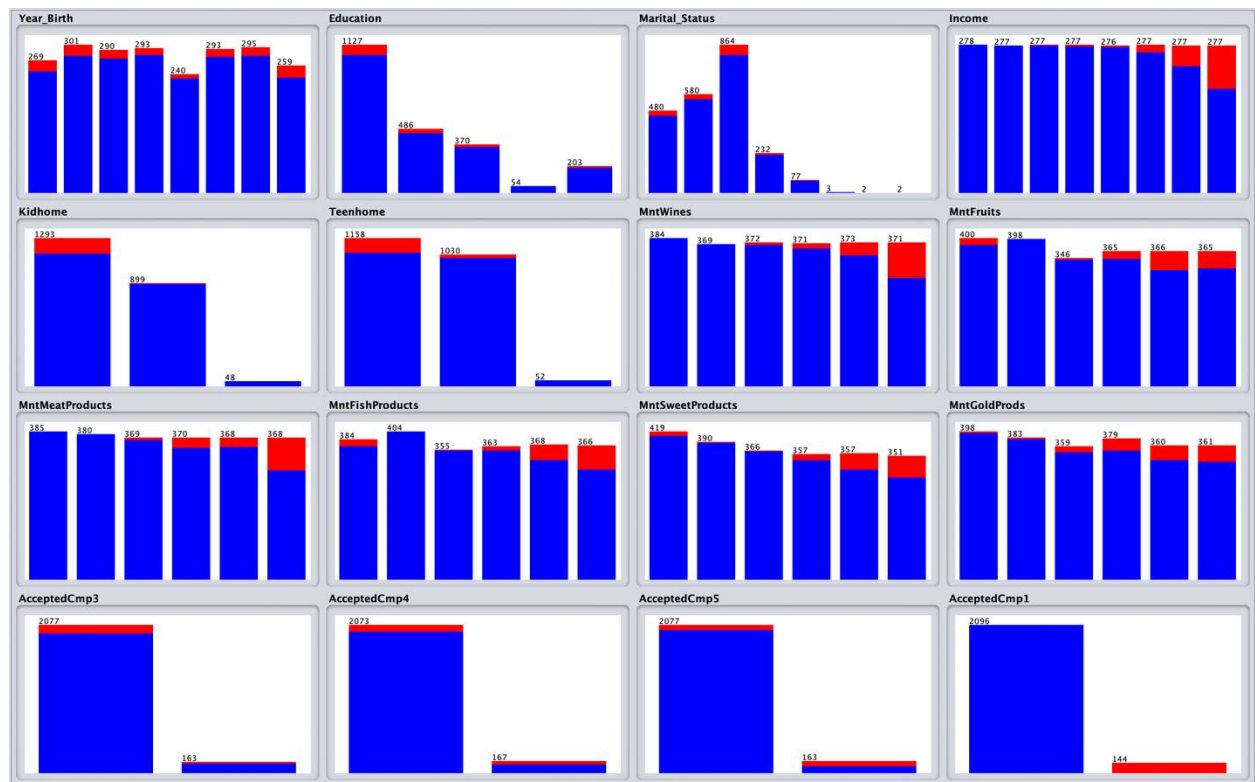 Year_Birth
269 301 290 293 240 293 295 259
Education
1127 486 370 54 203
Marital_Status
480 580 864 232 77 3 2 2
Income
278 277 277 277 276 277 277 277
Kidhome
1293 899 48
Teenhome
1158 1030 52
MntWines
384 369 372 371 373 371
MntFruits
400 398 346 365 366 365
MntMeatProducts
385 380 369 370 368 368
MntFishProducts
384 404 355 363 368 366
MntSweetProducts
419 390 366 357 357 351
MntGoldProds
398 383 359 379 360 361
AcceptedCmp3
2077 163
AcceptedCmp4
2073 167
AcceptedCmp5
2077 163
AcceptedCmp1
2096 144